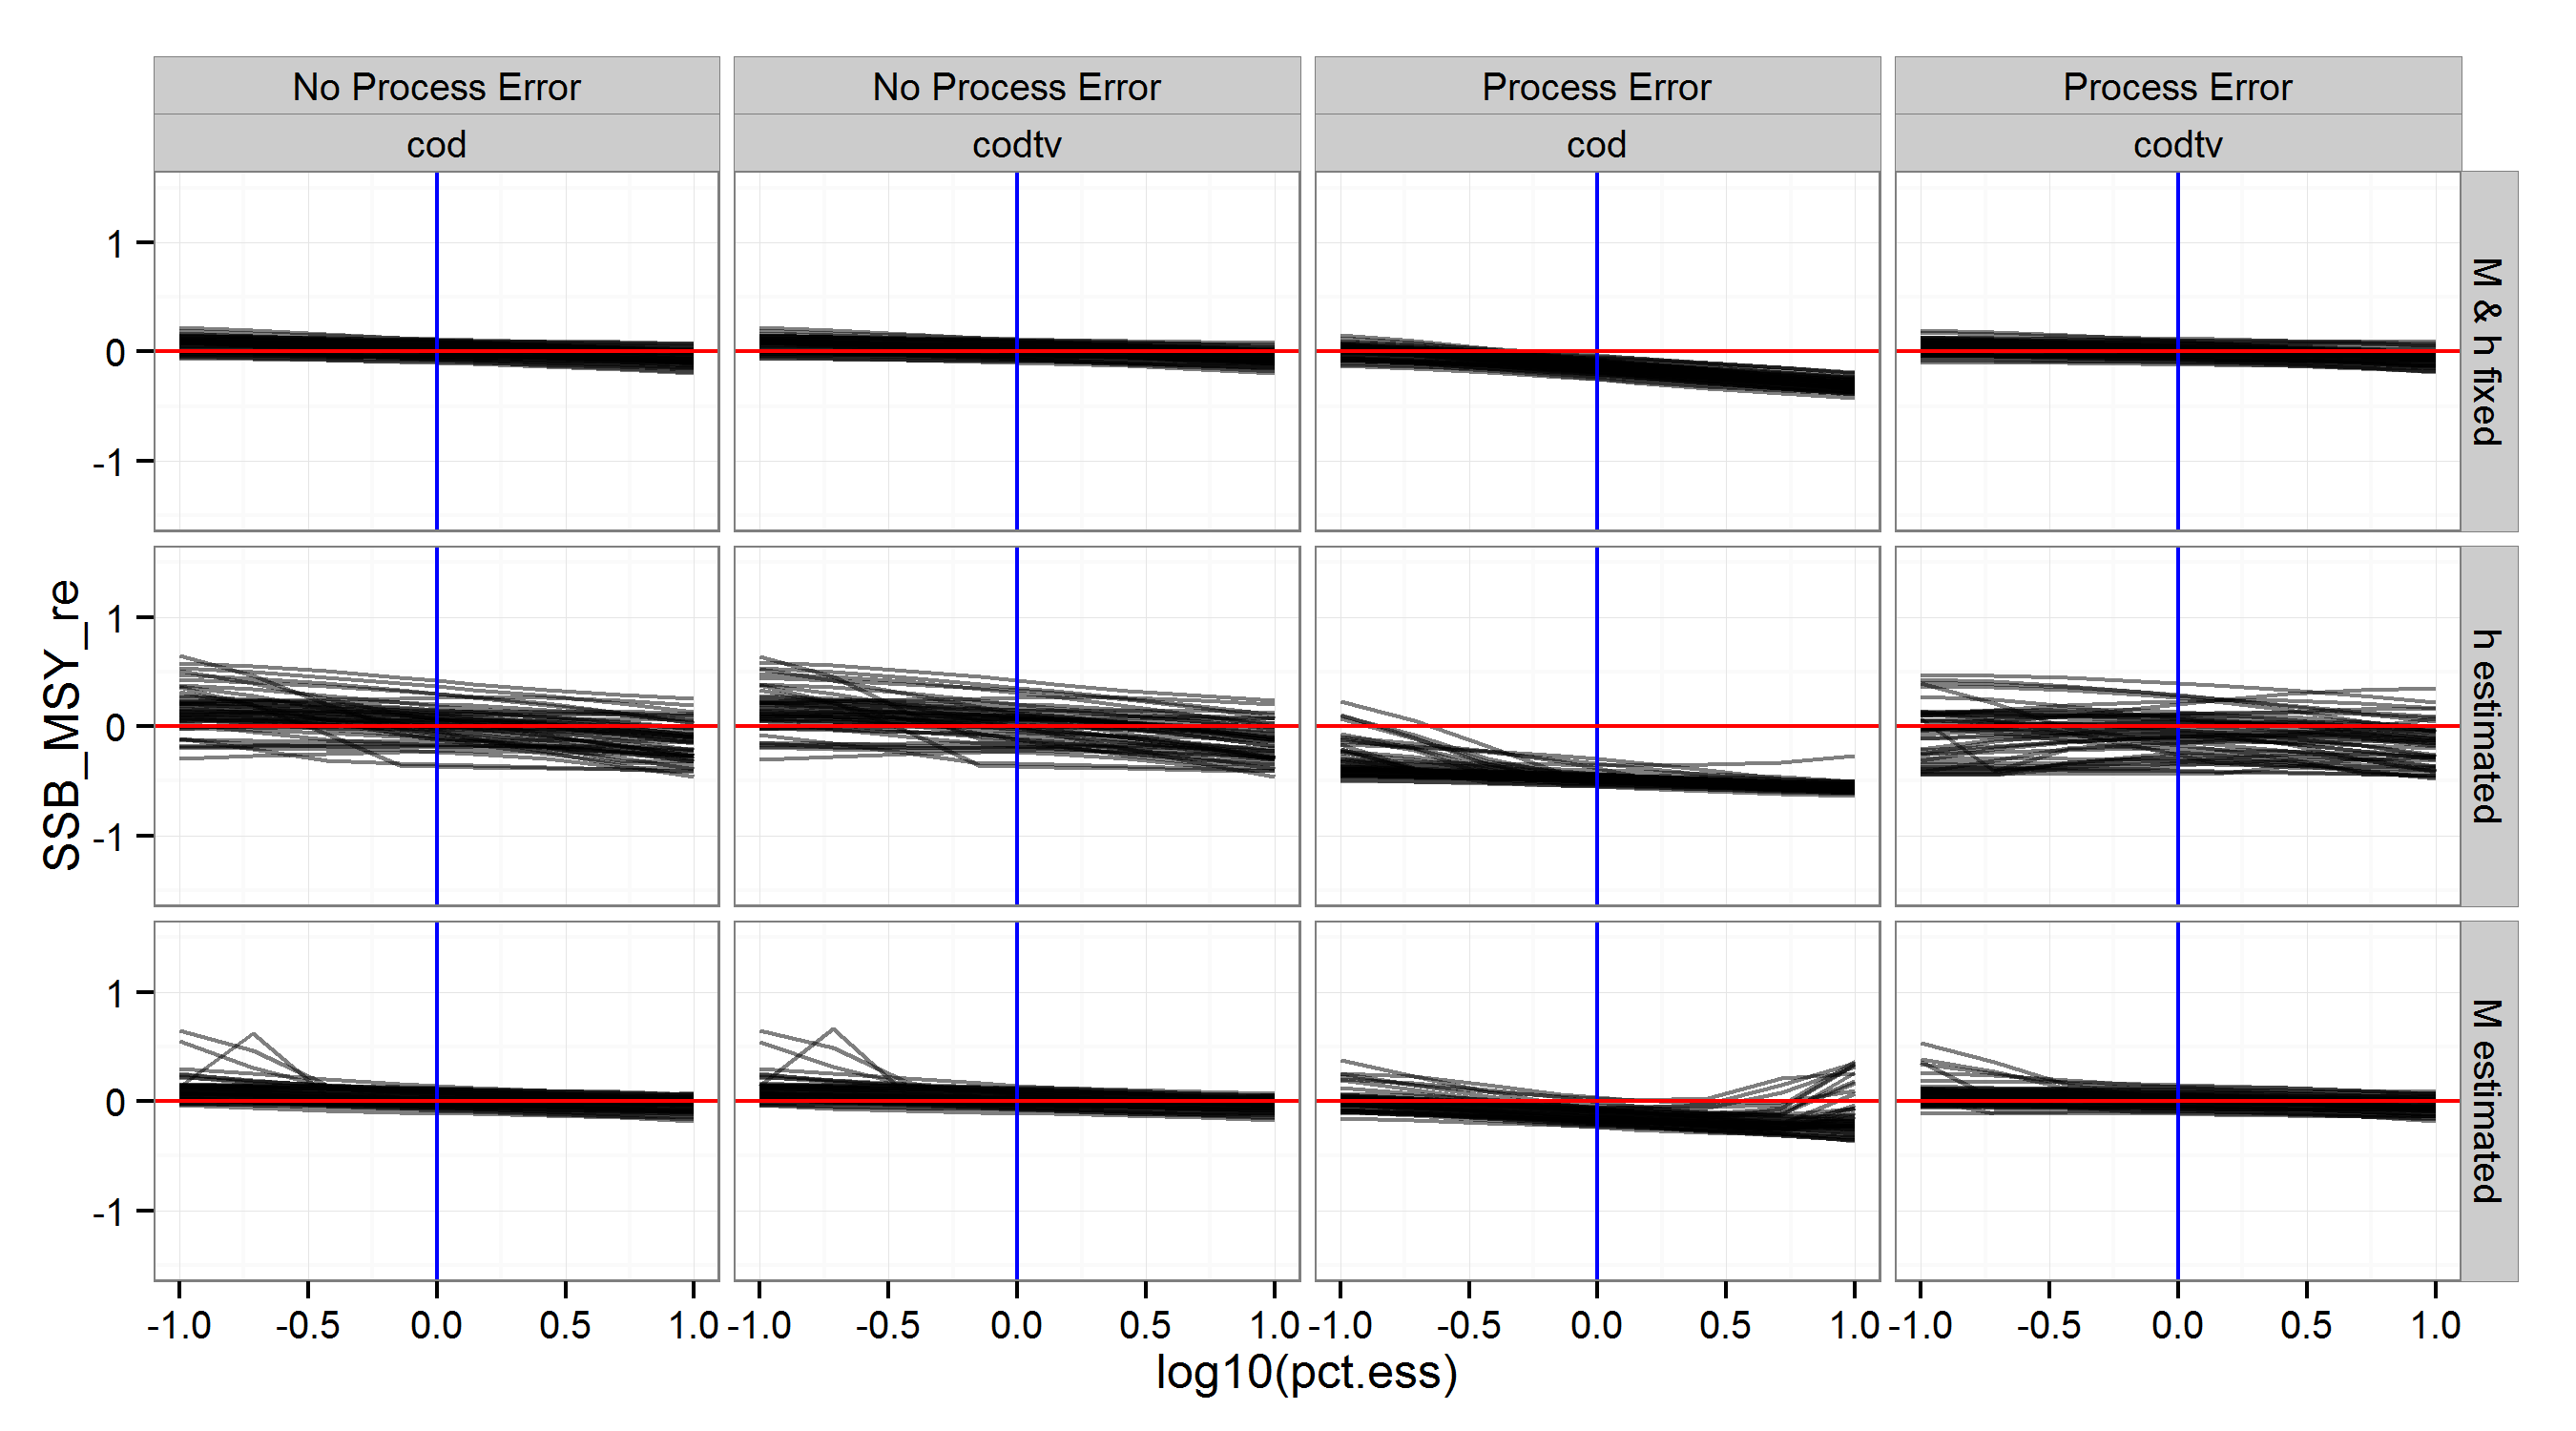 No Process Error No Process Error Process Error Process Error
cod codtv cod codtv
1
0
-1
M & h fixed
1
0
-1
h estimated
1
0
-1
M estimated
SSB_MSY_re
-1.0 -0.5 0.0 0.5 1.0 -1.0 -0.5 0.0 0.5 1.0 -1.0 -0.5 0.0 0.5 1.0 -1.0 -0.5 0.0 0.5 1.0
log10(pct.ess)